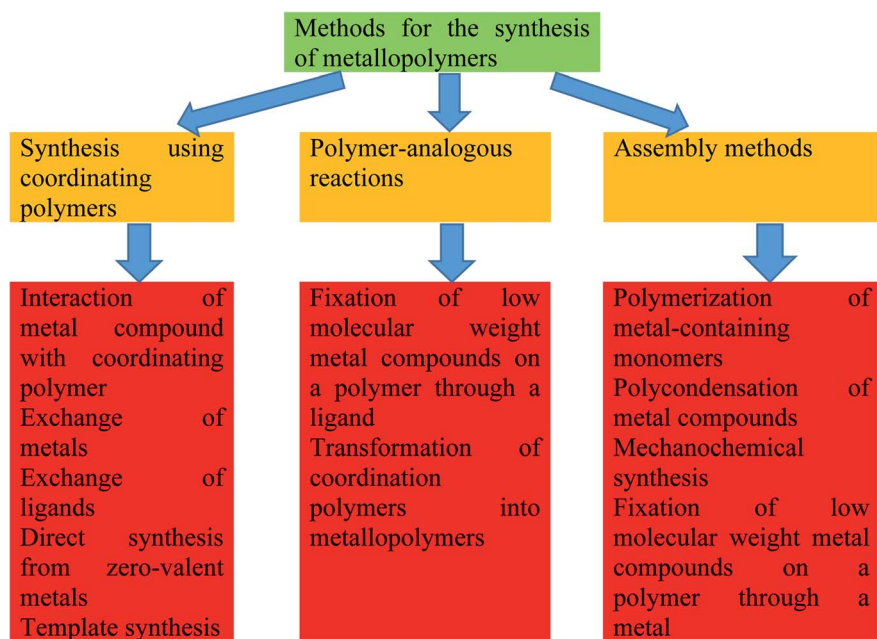 Methods for the synthesis
of metallopolymers
Synthesis using
coordinating
polymers
Polymer-analogous
reactions
Assembly methods
Interaction of
metal compound
with coordinating
polymer
Exchange of
metals
Exchange of
ligands
Direct synthesis
from zero-valent
metals
Template synthesis
Fixation of low
molecular weight
metal compounds on
a polymer through a
ligand
Transformation of
coordination
polymers into
metallopolymers
Polymerization of
metal-containing
monomers
Polycondensation of
metal compounds
Mechanochemical
synthesis
Fixation of low
molecular weight metal
compounds on a
polymer through a
metal